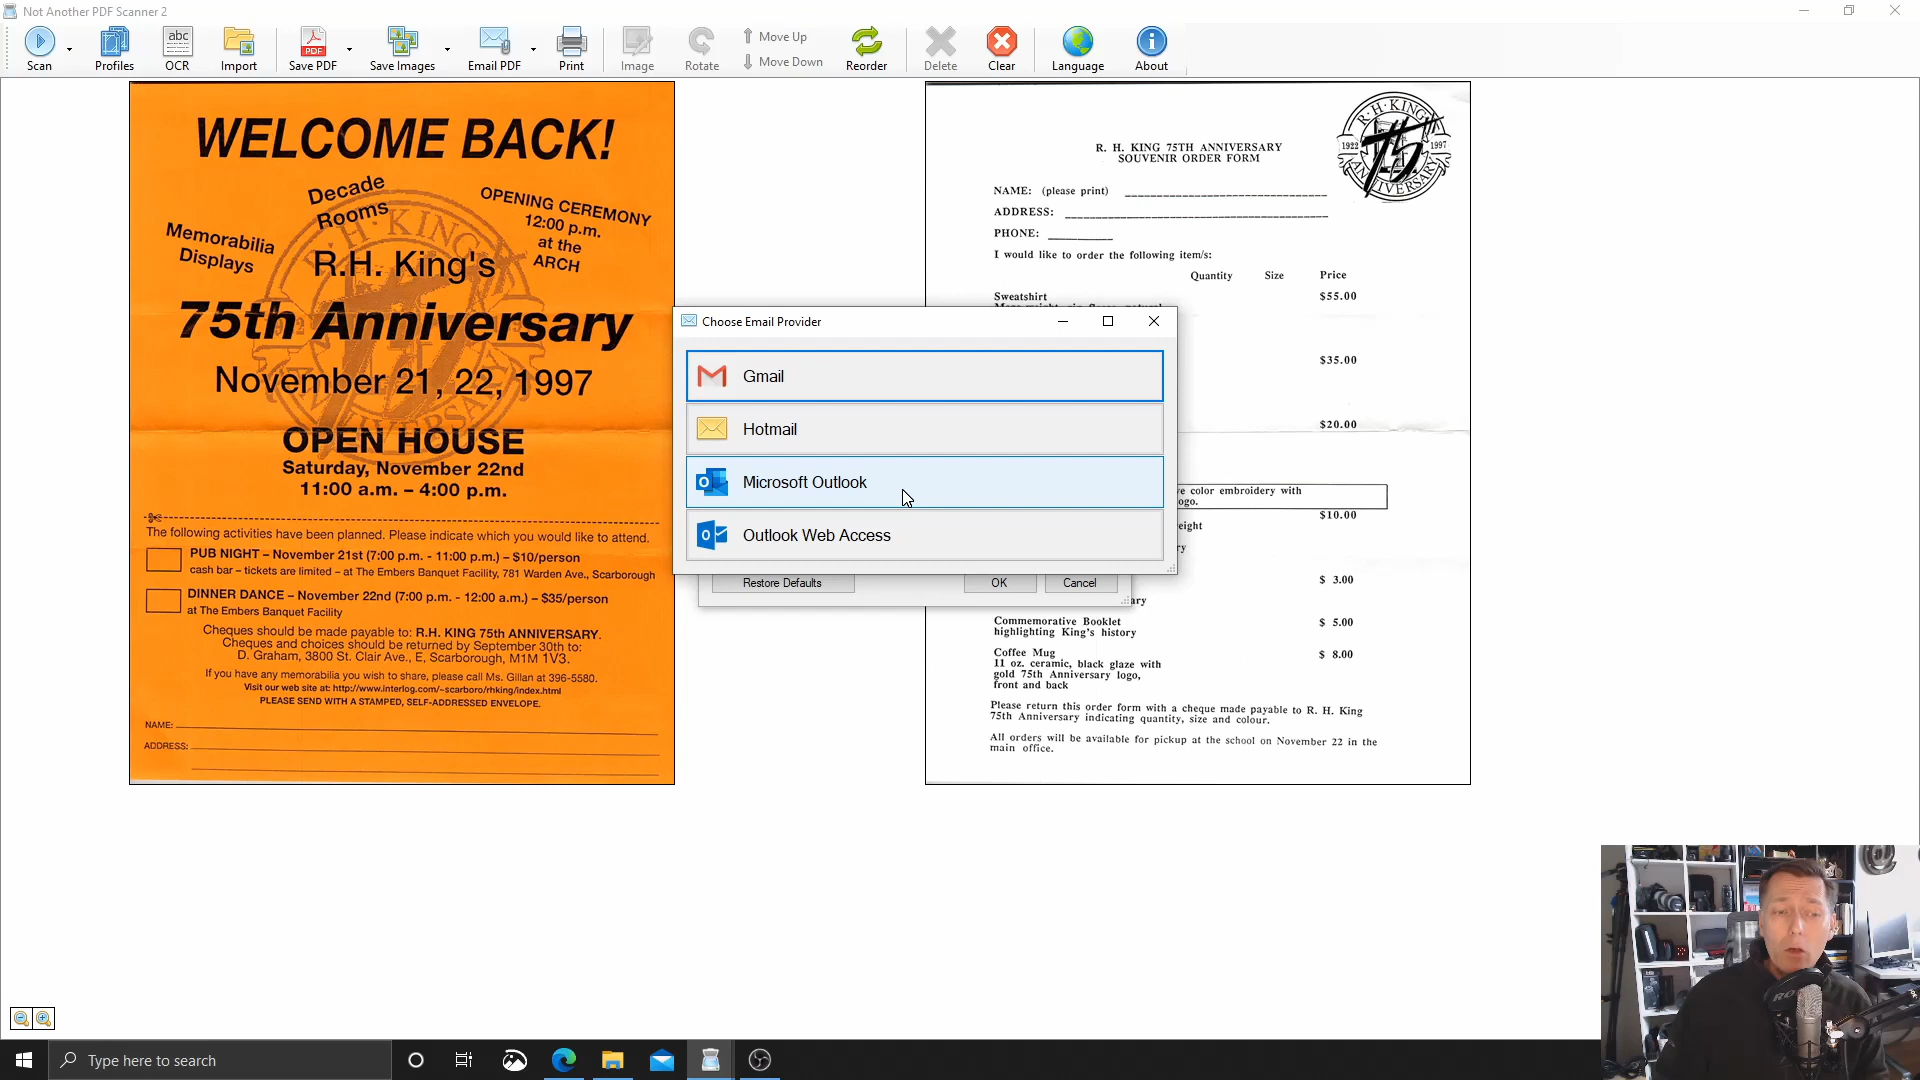 Not Another PDF Scanner 2
Scan
Profiles
abc
OCR
Import
PDF
Save PDF
Save Images
Email PDF
Print
Image
Rotate
Move Up
Move Down
Reorder
Delete
Clear
Language
About
WELCOME BACK!
Decade
Rooms
OPENING CEREMONY
12:00 p.m.
at the
ARCH
Memorabilia
Displays
R.H. King's
75th Anniversary
November 21, 22, 1997
OPEN HOUSE
Saturday, November 22nd
11:00 a.m. – 4:00 p.m.
The following activities have been planned. Please indicate which you would like to attend.
PUB NIGHT – November 21st (7:00 p.m. - 11:00 p.m.) – $10/person
cash bar – tickets are limited – at The Embers Banquet Facility, 781 Warden Ave., Scarborough
DINNER DANCE – November 22nd (7:00 p.m. - 12:00 a.m.) – $35/person
at The Embers Banquet Facility
Cheques should be made payable to: R.H. KING 75th ANNIVERSARY.
Cheques and choices should be returned by September 30th to:
D. Graham, 3800 St. Clair Ave., E, Scarborough, M1M 1V3.
If you have any memorabilia you wish to share, please call Ms. Gillan at 396-5580.
Visit our web site at: http://www.interlog.com/~scarboro/rhking/index.html
PLEASE SEND WITH A STAMPED, SELF-ADDRESSED ENVELOPE.
NAME:
ADDRESS:
R. H. KING 75TH ANNIVERSARY
SOUVENIR ORDER FORM
R·H·KING
1922 75 1997
ANNIVERSARY
NAME: (please print)
ADDRESS:
PHONE:
I would like to order the following item/s:
Quantity Size Price
Sweatshirt $55.00
$35.00
$20.00
ve color embroidery with
ogo.
$10.00
eight
ry
$ 3.00
ary
Commemorative Booklet $ 5.00
highlighting King's history
Coffee Mug $ 8.00
11 oz. ceramic, black glaze with
gold 75th Anniversary logo,
front and back
Please return this order form with a cheque made payable to R. H. King
75th Anniversary indicating quantity, size and colour.
All orders will be available for pickup at the school on November 22 in the
main office.
Choose Email Provider
Gmail
Hotmail
Microsoft Outlook
Outlook Web Access
Restore Defaults
OK
Cancel
Type here to search